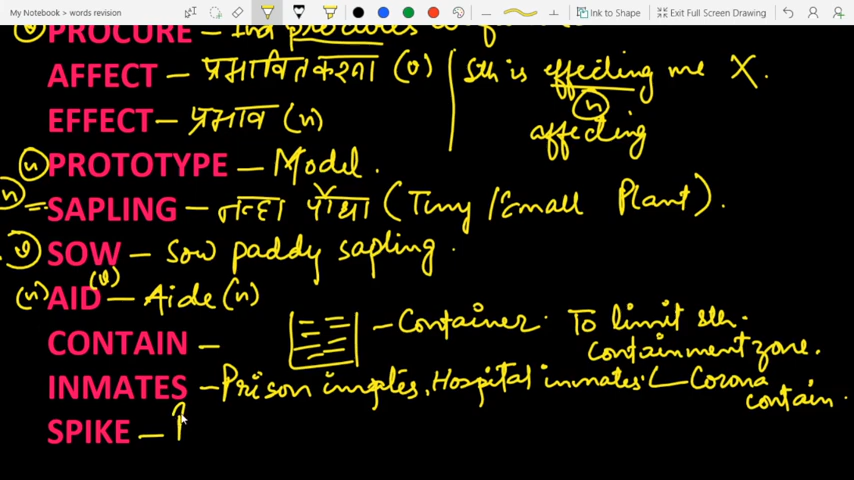 My Notebook > words revision
Ink to Shape
Exit Full Screen Drawing
(v) PROCURE – procures
AFFECT – प्रभावित करना (v) | Sth is effecting me X.
(n)
EFFECT – प्रभाव (n) affecting
(n) PROTOTYPE – Model.
(n) = SAPLING – नन्हा पौधा (Tiny/Small Plant).
(v) SOW – Sow paddy sapling.
(n) AID (v) – Aide (n)
CONTAIN – – Container. To limit sth.
containment zone.
INMATES – Prison inmates, Hospital inmates. Corona
contain.
SPIKE –